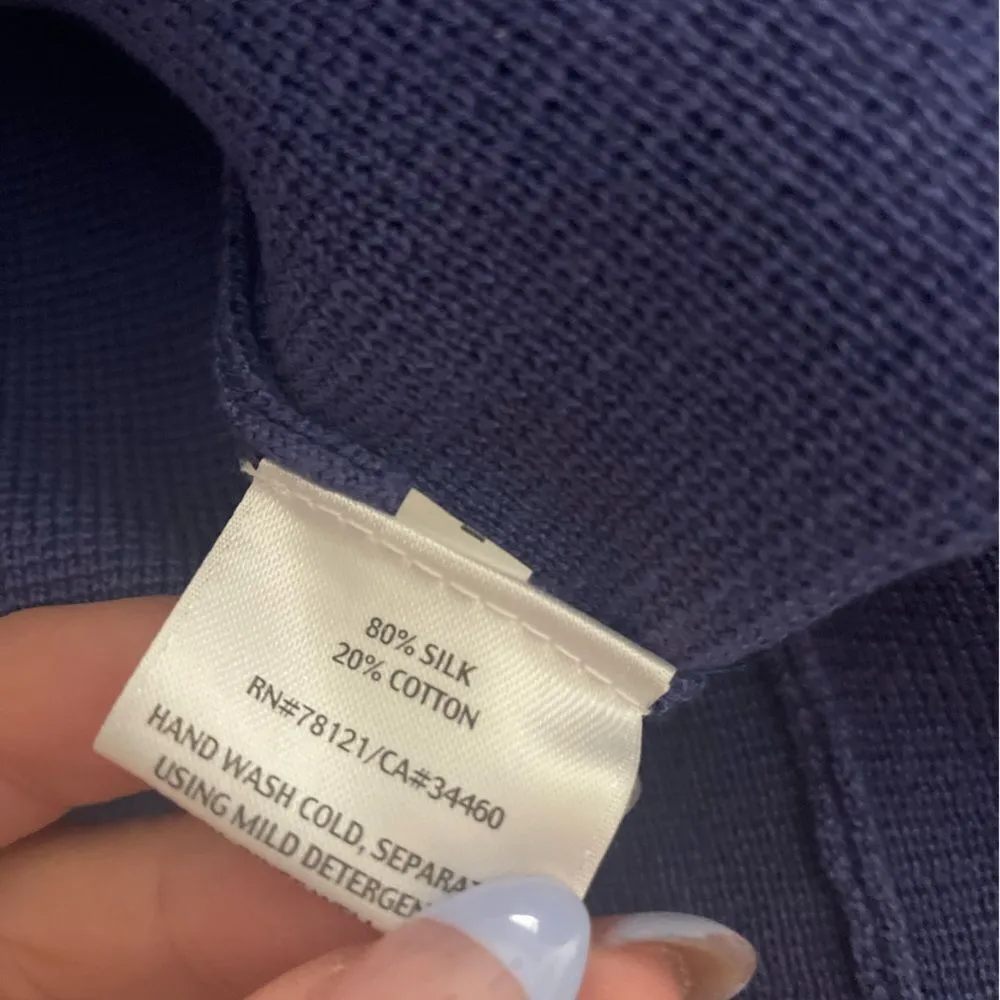 80% SILK
20% COTTON
RN#78121/CA#34460
HAND WASH COLD,
USING MILD